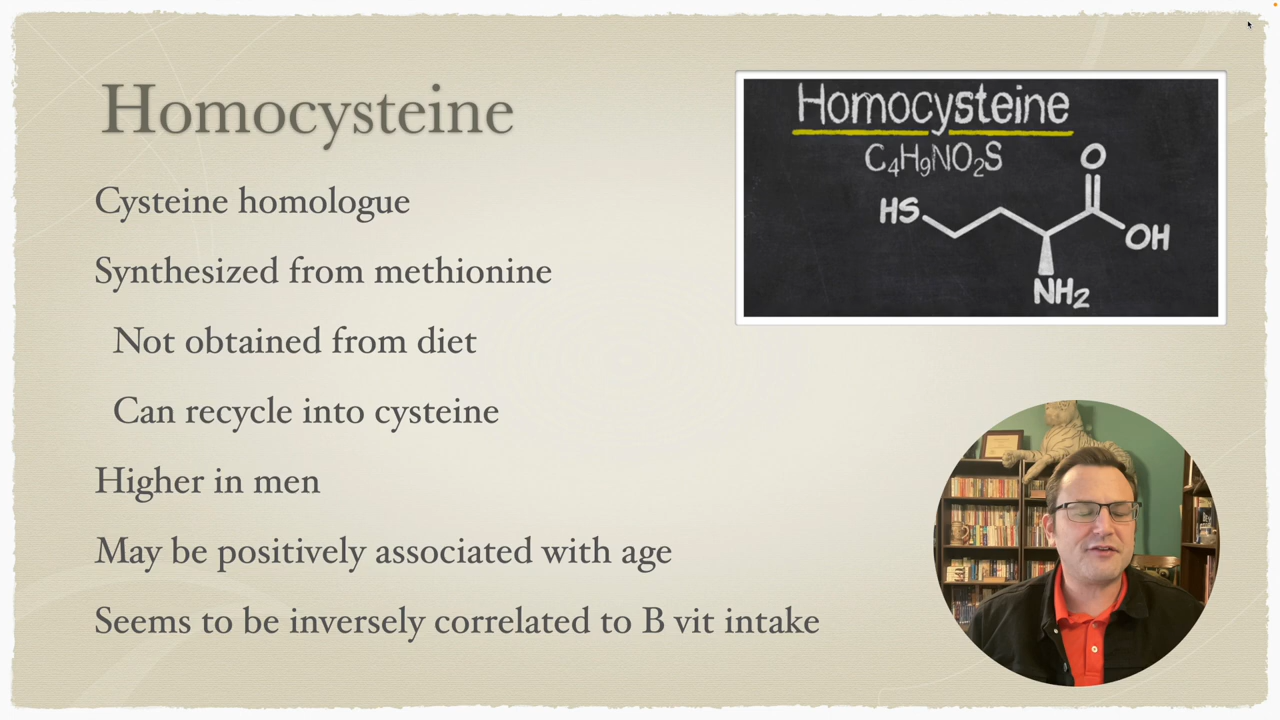 Homocysteine
Cysteine homologue
Synthesized from methionine
Not obtained from diet
Can recycle into cysteine
Higher in men
May be positively associated with age
Seems to be inversely correlated to B vit intake
Homocysteine
C₄H₉NO₂S
O
HS
OH
NH₂